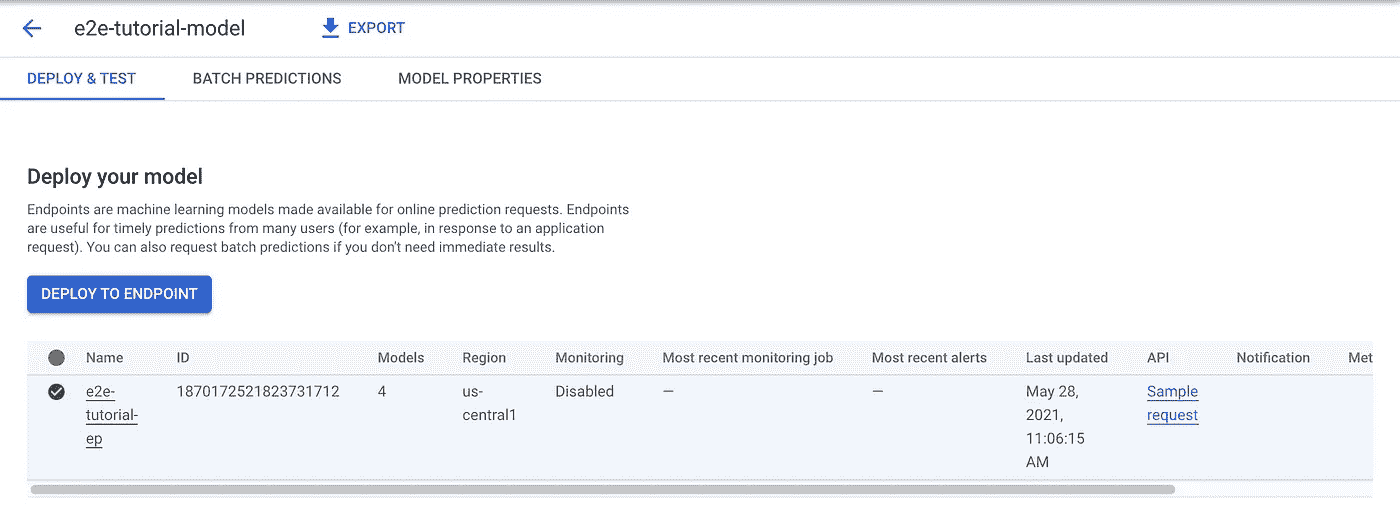 e2e-tutorial-model EXPORT
DEPLOY & TEST BATCH PREDICTIONS MODEL PROPERTIES
Deploy your model
Endpoints are machine learning models made available for online prediction requests. Endpoints
are useful for timely predictions from many users (for example, in response to an application
request). You can also request batch predictions if you don't need immediate results.
DEPLOY TO ENDPOINT
Name ID Models Region Monitoring Most recent monitoring job Most recent alerts Last updated API Notification Met
e2e- 1870172521823731712 4 us- Disabled — — May 28, Sample
tutorial- central1 2021, request
ep 11:06:15
AM